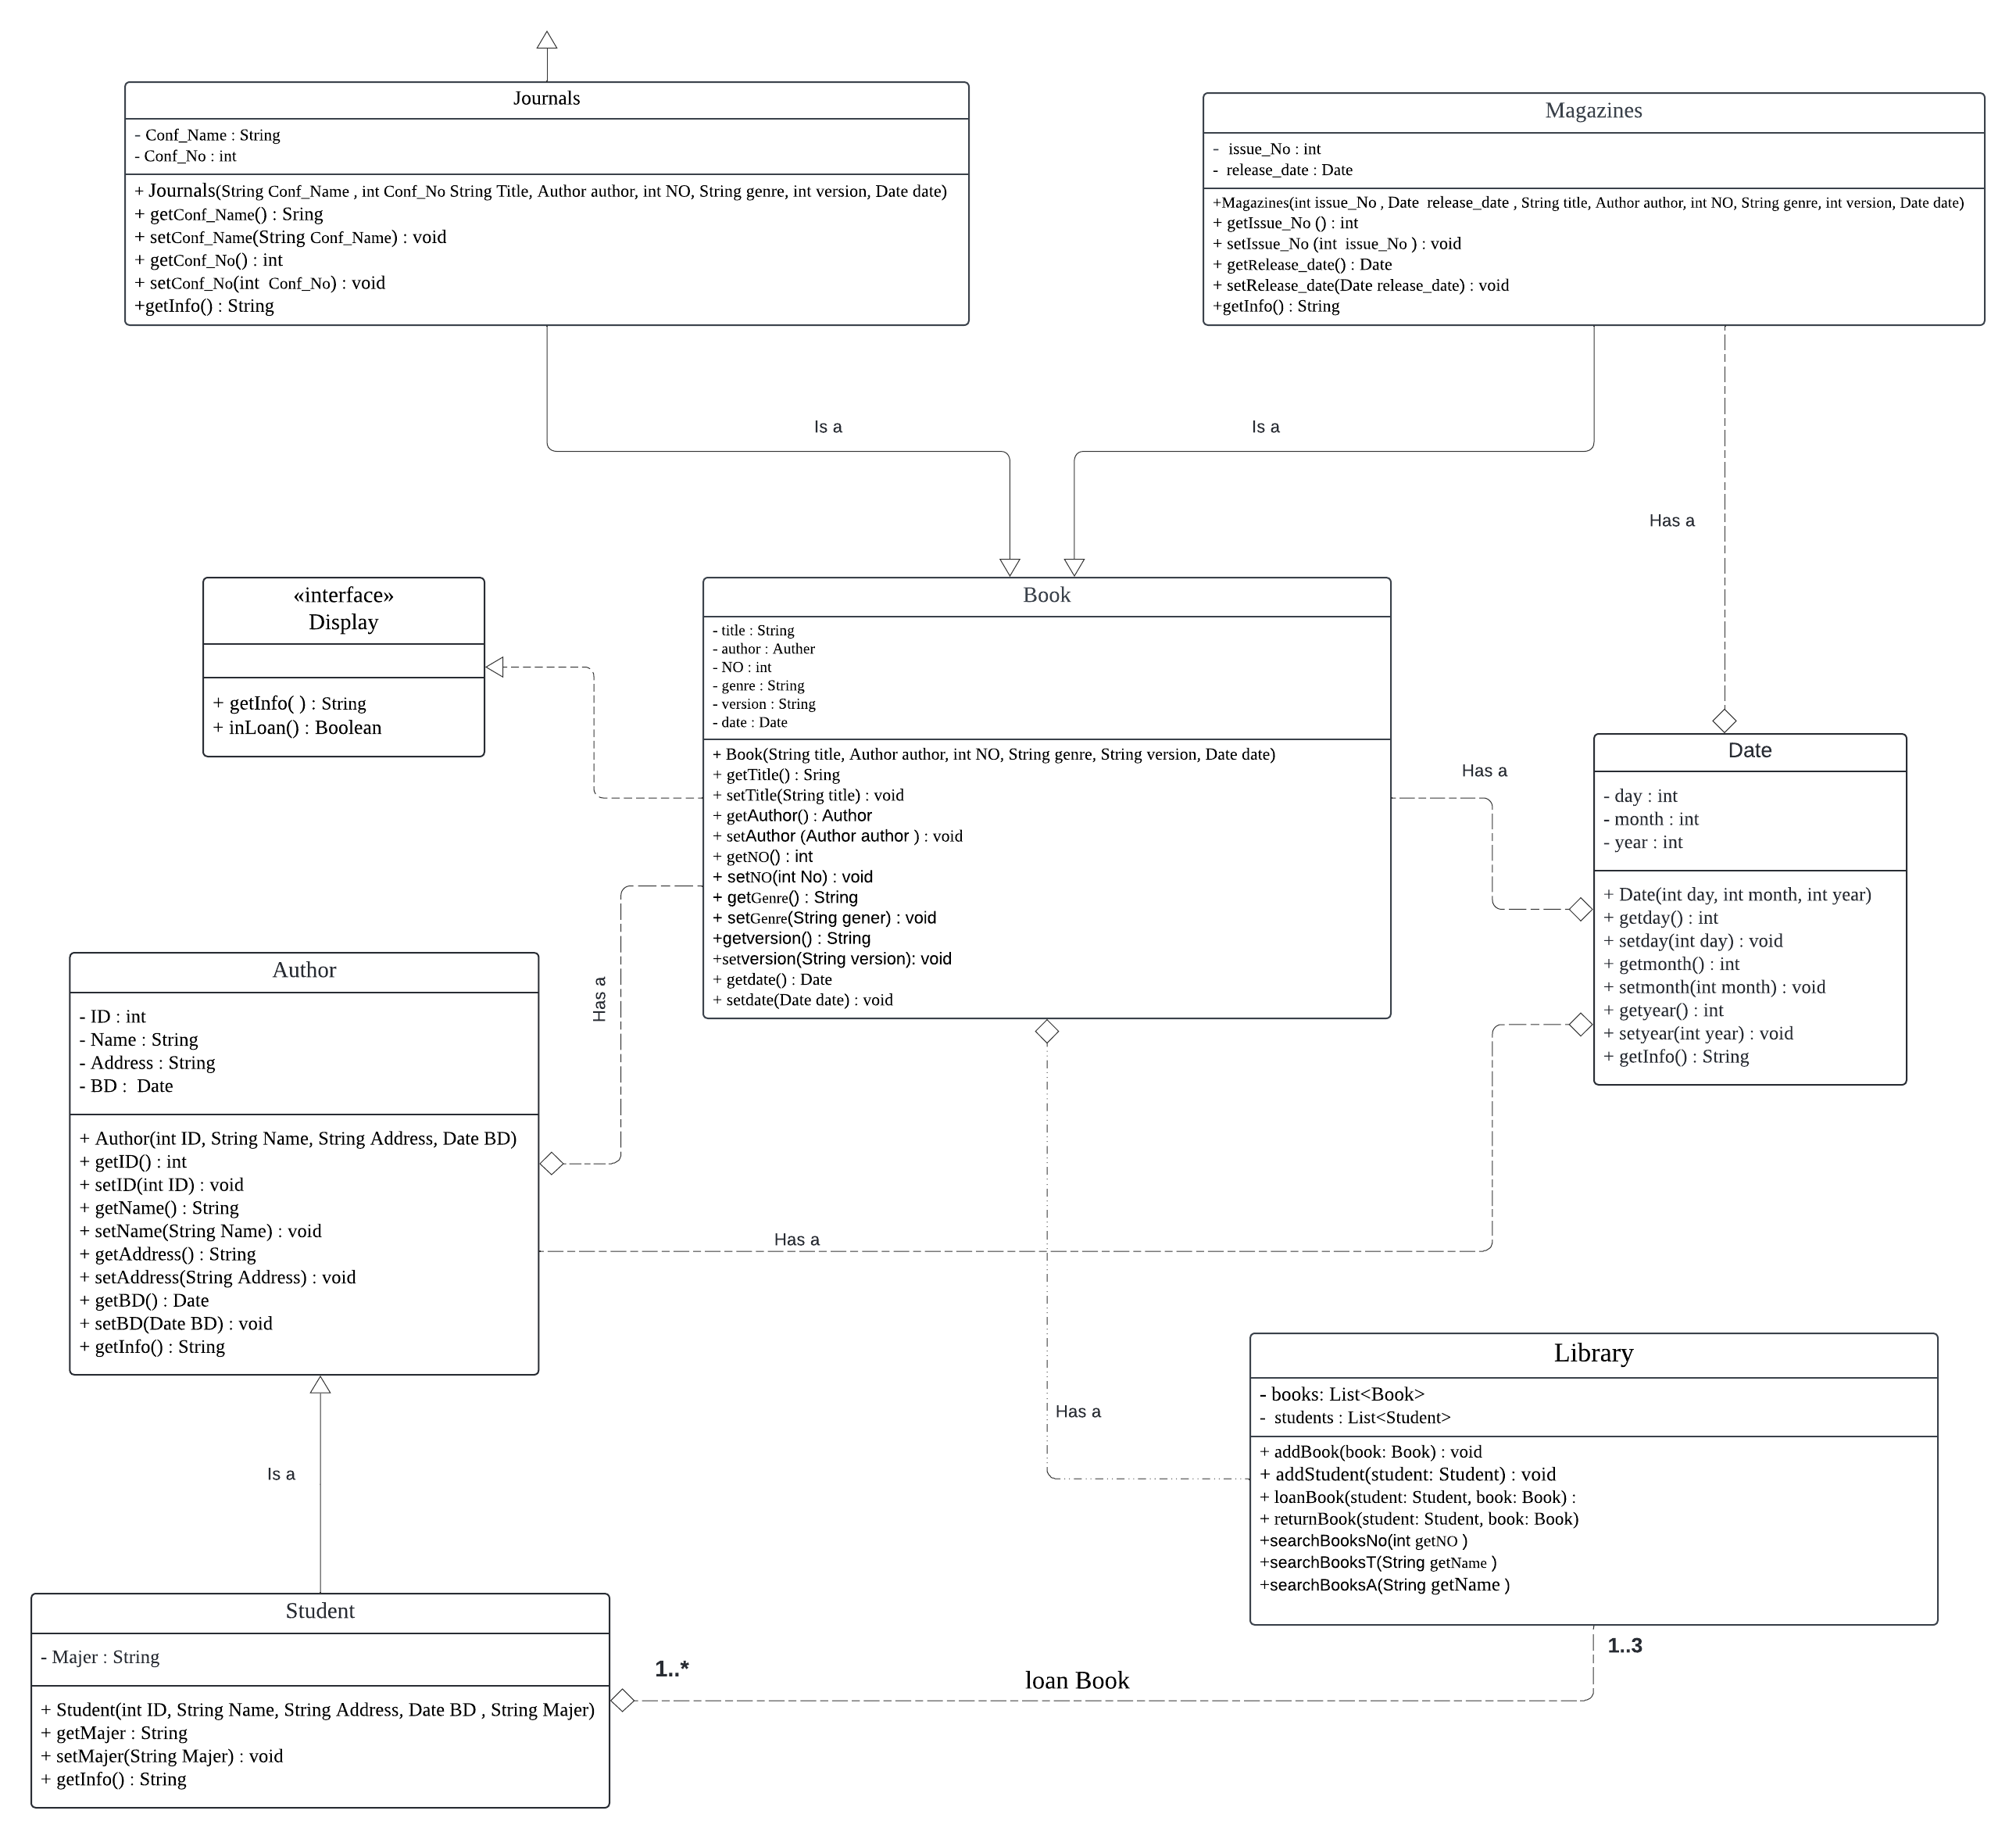 Journals
- Conf_Name : String
- Conf_No : int
+ Journals(String Conf_Name , int Conf_No String Title, Author author, int NO, String genre, int version, Date date)
+ getConf_Name() : Sring
+ setConf_Name(String Conf_Name) : void
+ getConf_No() : int
+ setConf_No(int  Conf_No) : void
+getInfo() : String
Magazines
-  issue_No : int
-  release_date : Date
+Magazines(int issue_No , Date  release_date , String title, Author author, int NO, String genre, int version, Date date)
+ getIssue_No () : int
+ setIssue_No (int  issue_No ) : void
+ getRelease_date() : Date
+ setRelease_date(Date release_date) : void
+getInfo() : String
Is a
Is a
Has a
«interface»
Display
+ getInfo( ) : String
+ inLoan() : Boolean
Book
- title : String
- author : Auther
- NO : int
- genre : String
- version : String
- date : Date
+ Book(String title, Author author, int NO, String genre, String version, Date date)
+ getTitle() : Sring
+ setTitle(String title) : void
+ getAuthor() : Author
+ setAuthor (Author author ) : void
+ getNO() : int
+ setNO(int No) : void
+ getGenre() : String
+ setGenre(String gener) : void
+getversion() : String
+setversion(String version): void
+ getdate() : Date
+ setdate(Date date) : void
Has a
Date
- day : int
- month : int
- year : int
+ Date(int day, int month, int year)
+ getday() : int
+ setday(int day) : void
+ getmonth() : int
+ setmonth(int month) : void
+ getyear() : int
+ setyear(int year) : void
+ getInfo() : String
Has a
Author
- ID : int
- Name : String
- Address : String
- BD :  Date
+ Author(int ID, String Name, String Address, Date BD)
+ getID() : int
+ setID(int ID) : void
+ getName() : String
+ setName(String Name) : void
+ getAddress() : String
+ setAddress(String Address) : void
+ getBD() : Date
+ setBD(Date BD) : void
+ getInfo() : String
Has a
Has a
Library
- books: List<Book>
-  students : List<Student>
+ addBook(book: Book) : void
+ addStudent(student: Student) : void
+ loanBook(student: Student, book: Book) :
+ returnBook(student: Student, book: Book)
+searchBooksNo(int getNO )
+searchBooksT(String getName )
+searchBooksA(String getName )
Is a
Student
- Majer : String
+ Student(int ID, String Name, String Address, Date BD , String Majer)
+ getMajer : String
+ setMajer(String Majer) : void
+ getInfo() : String
1..*
loan Book
1..3